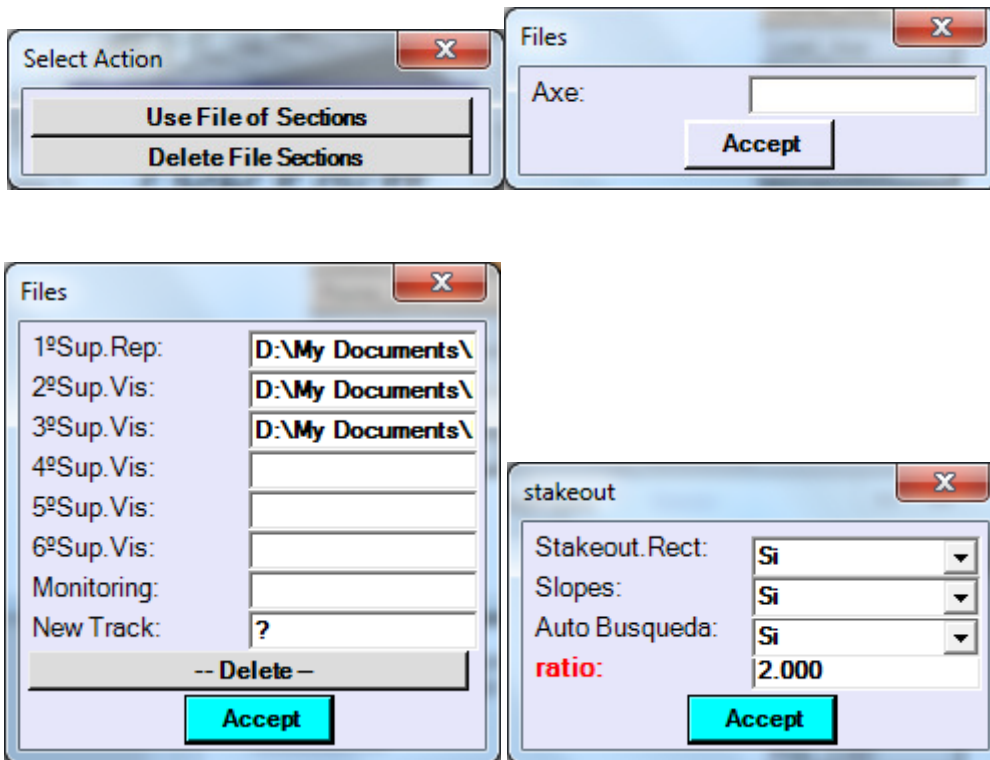 Select Action
Use File of Sections
Delete File Sections
Files
Axe:
Accept
Files
1ºSup.Rep: D:\My Documents\
2ºSup.Vis: D:\My Documents\
3ºSup.Vis: D:\My Documents\
4ºSup.Vis:
5ºSup.Vis:
6ºSup.Vis:
Monitoring:
New Track: ?
-- Delete --
Accept
stakeout
Stakeout.Rect: Si
Slopes: Si
Auto Busqueda: Si
ratio: 2.000
Accept